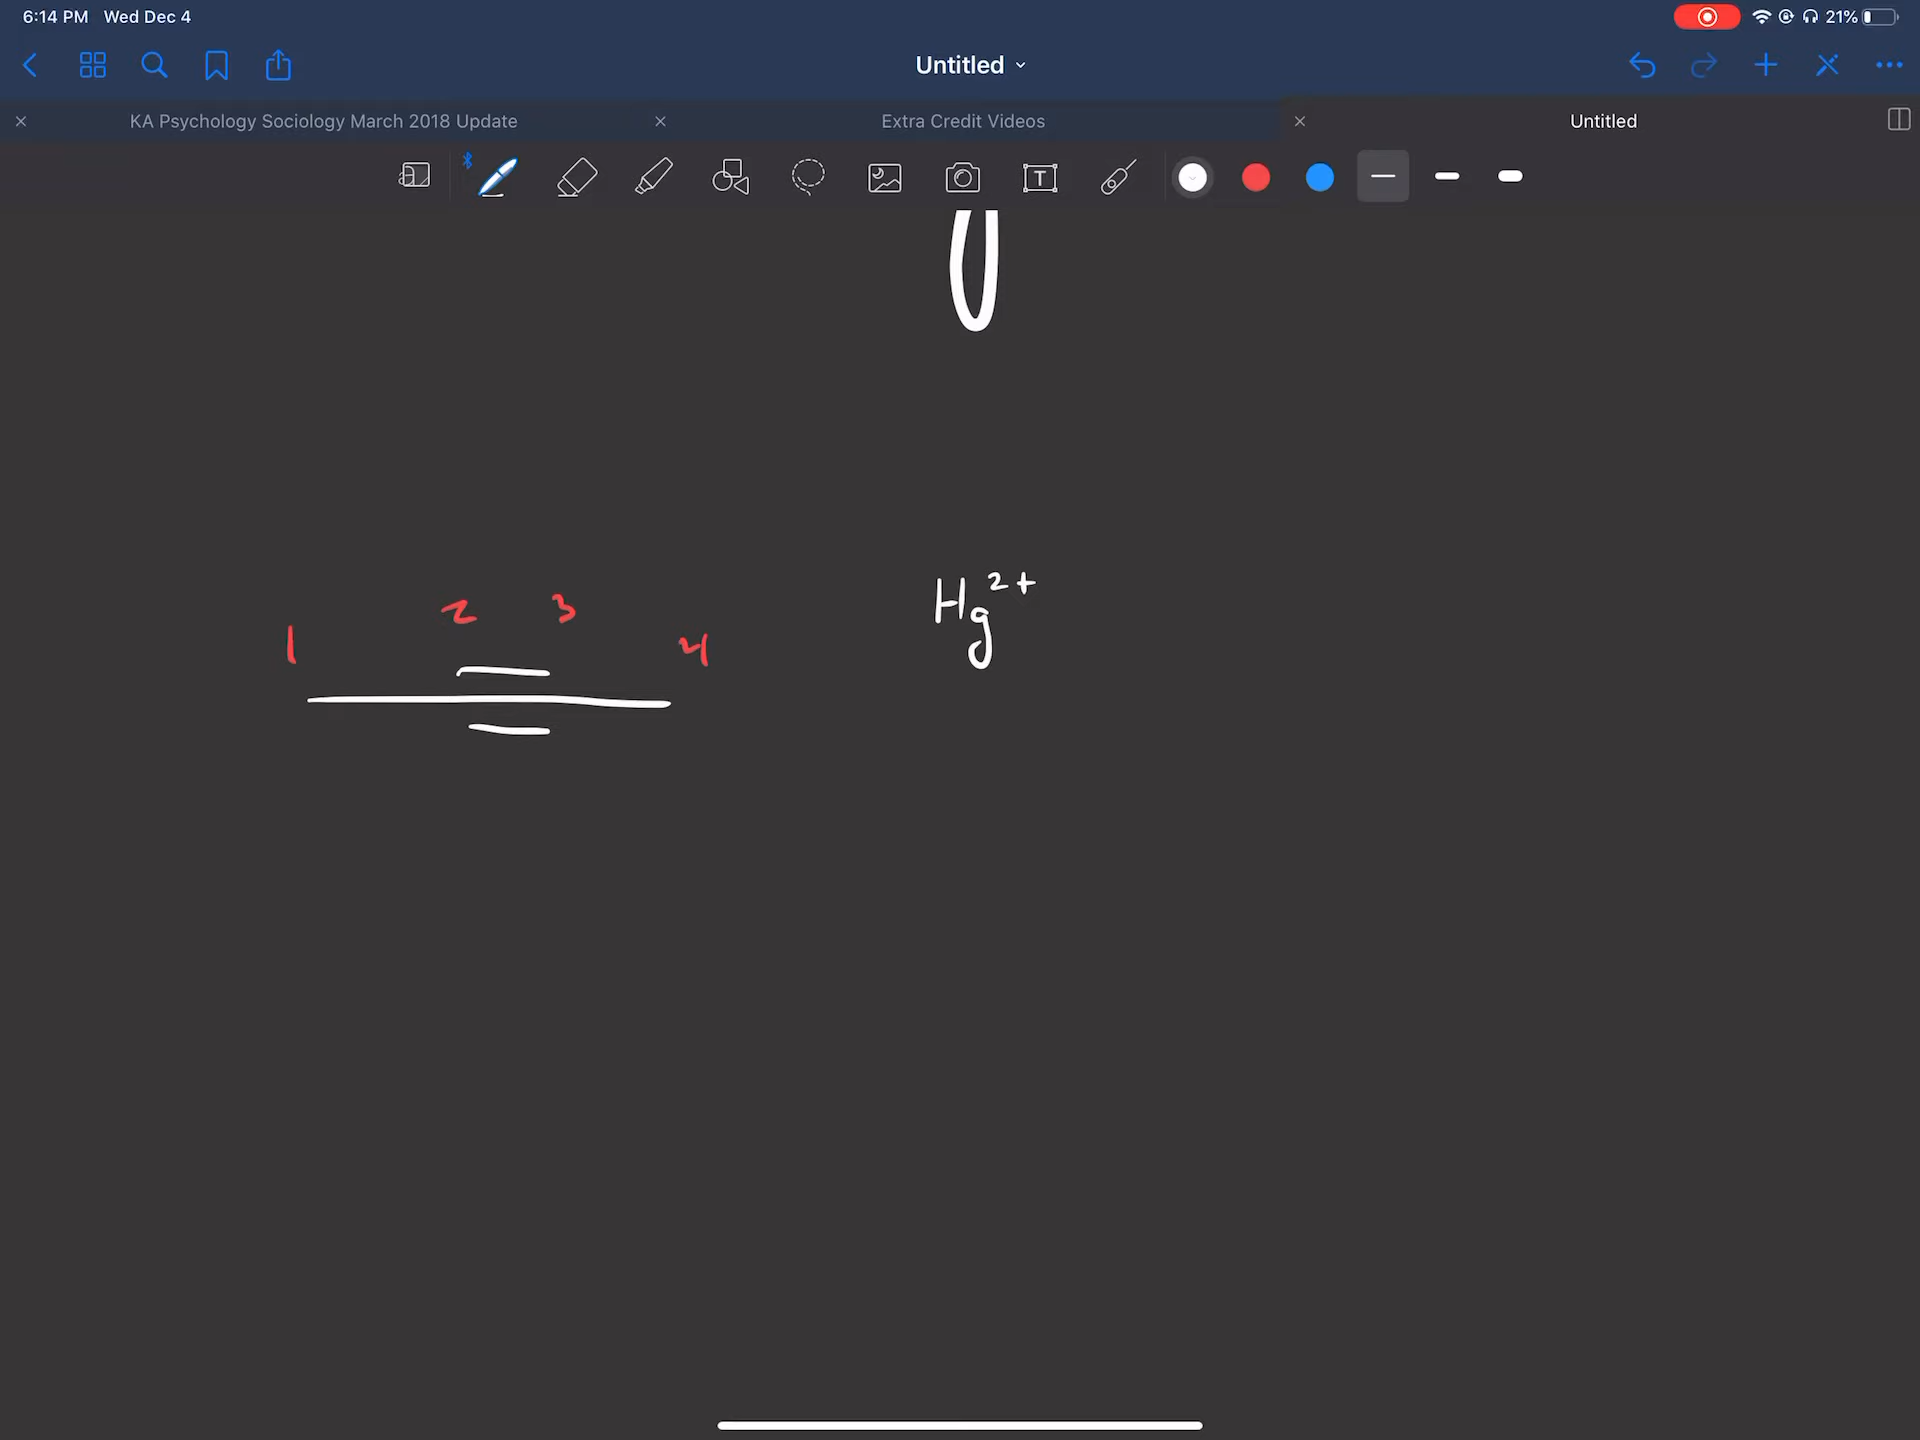 6:14 PM Wed Dec 4 21%
Untitled
KA Psychology Sociology March 2018 Update Extra Credit Videos Untitled
T
1 2 3 4
Hg²⁺